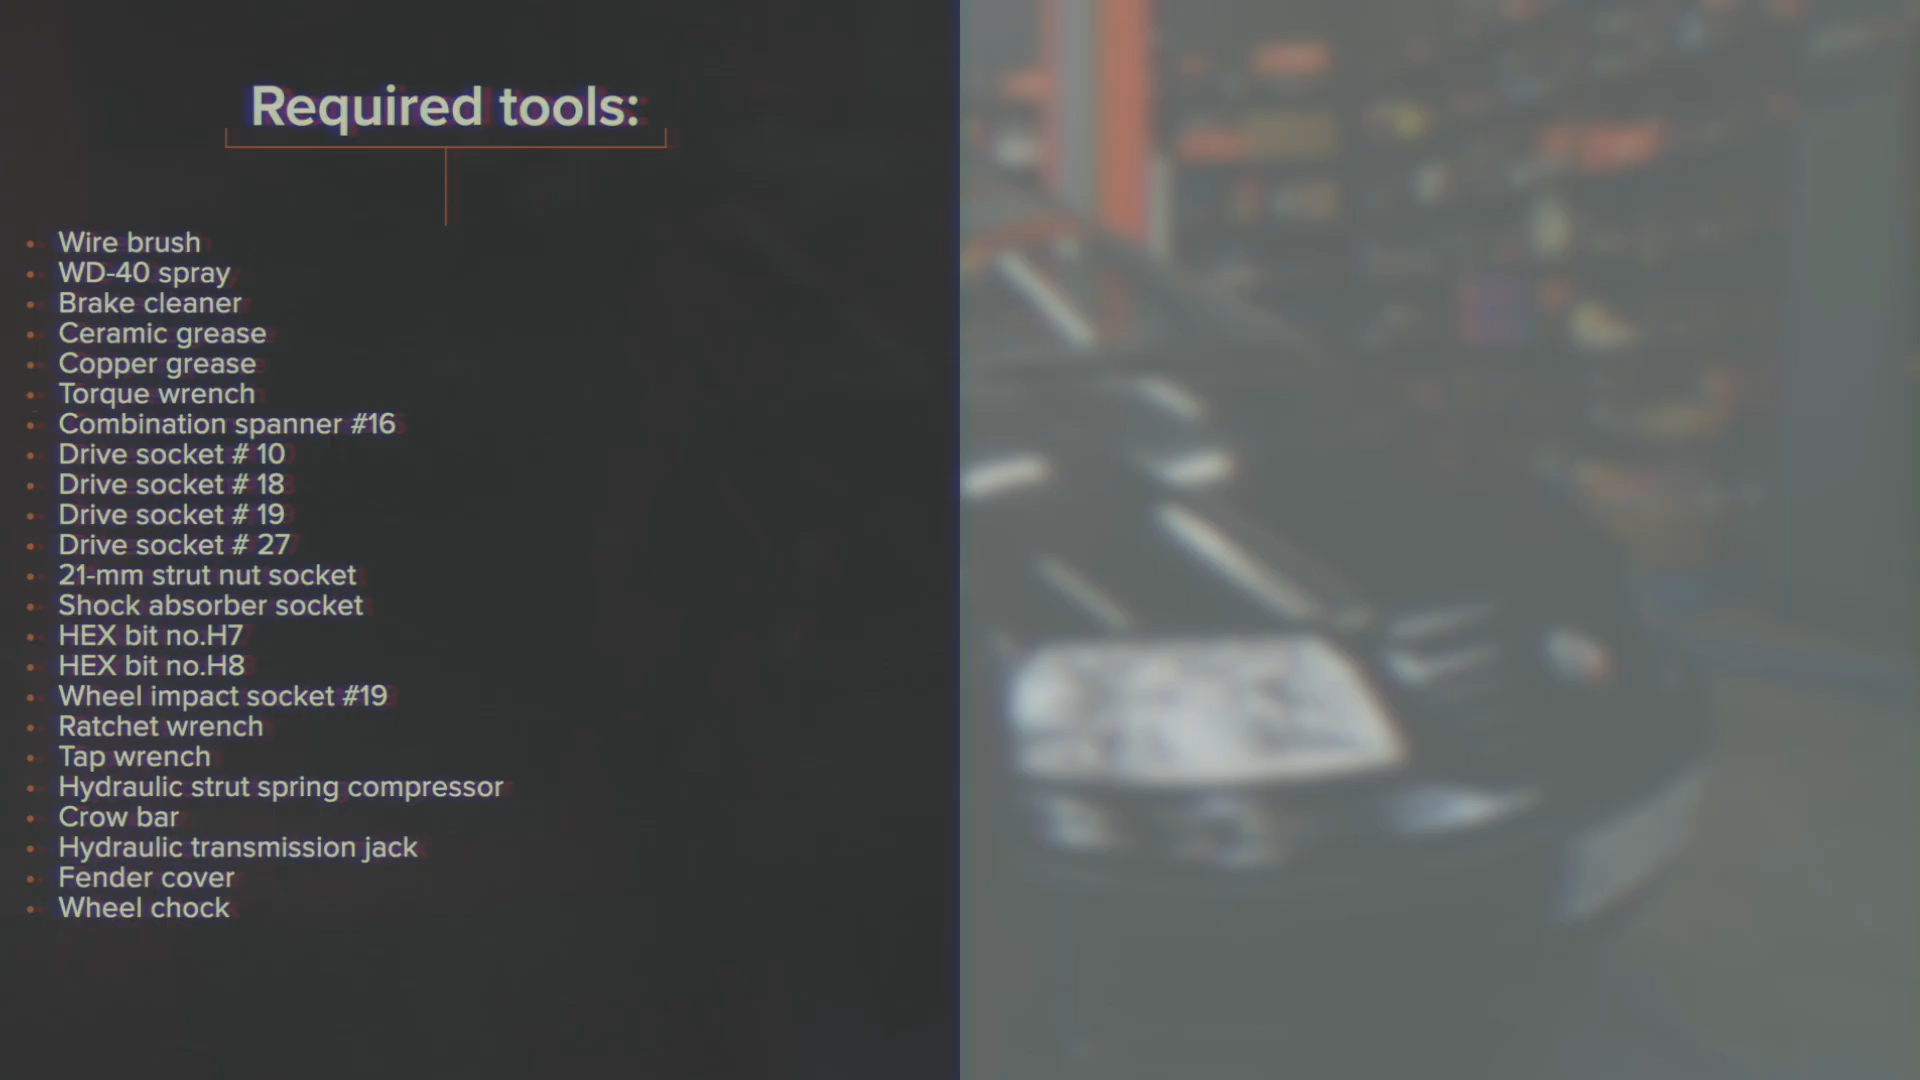 Required tools:
Wire brush
WD-40 spray
Brake cleaner
Ceramic grease
Copper grease
Torque wrench
Combination spanner #16
Drive socket # 10
Drive socket # 18
Drive socket # 19
Drive socket # 27
21-mm strut nut socket
Shock absorber socket
HEX bit no.H7
HEX bit no.H8
Wheel impact socket #19
Ratchet wrench
Tap wrench
Hydraulic strut spring compressor
Crow bar
Hydraulic transmission jack
Fender cover
Wheel chock